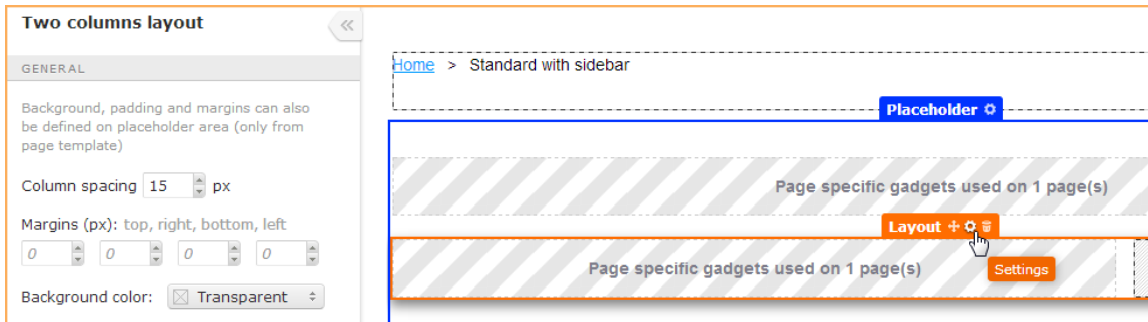 Two columns layout
GENERAL
Background, padding and margins can also
be defined on placeholder area (only from
page template)
Column spacing 15 px
Margins (px): top, right, bottom, left
0 0 0 0
Background color: Transparent
Home > Standard with sidebar
Placeholder
Page specific gadgets used on 1 page(s)
Layout
Page specific gadgets used on 1 page(s)
Settings